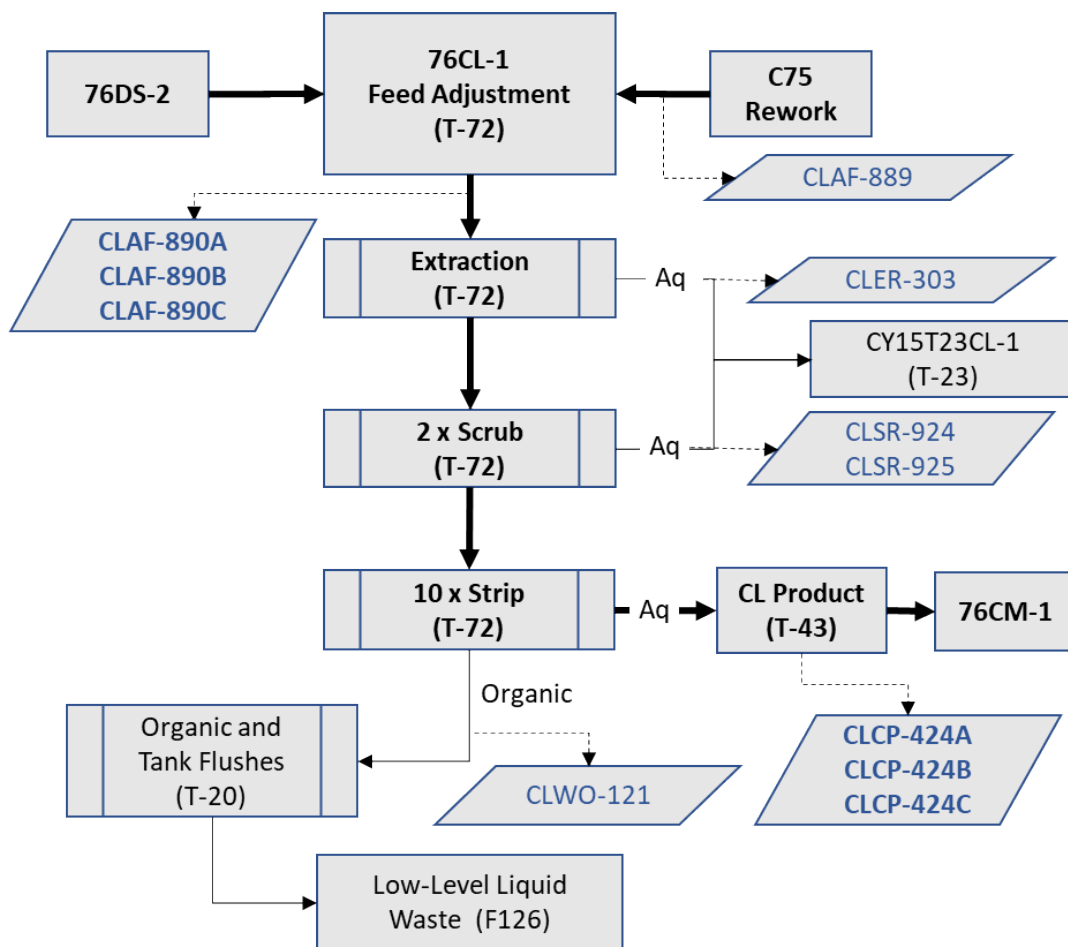 76DS-2
76CL-1
Feed Adjustment
(T-72)
C75
Rework
CLAF-889
CLAF-890A
CLAF-890B
CLAF-890C
Extraction
(T-72)
Aq
CLER-303
CY15T23CL-1
(T-23)
2 x Scrub
(T-72)
Aq
CLSR-924
CLSR-925
10 x Strip
(T-72)
Aq
CL Product
(T-43)
76CM-1
Organic
Organic and
Tank Flushes
(T-20)
CLWO-121
CLCP-424A
CLCP-424B
CLCP-424C
Low-Level Liquid
Waste (F126)